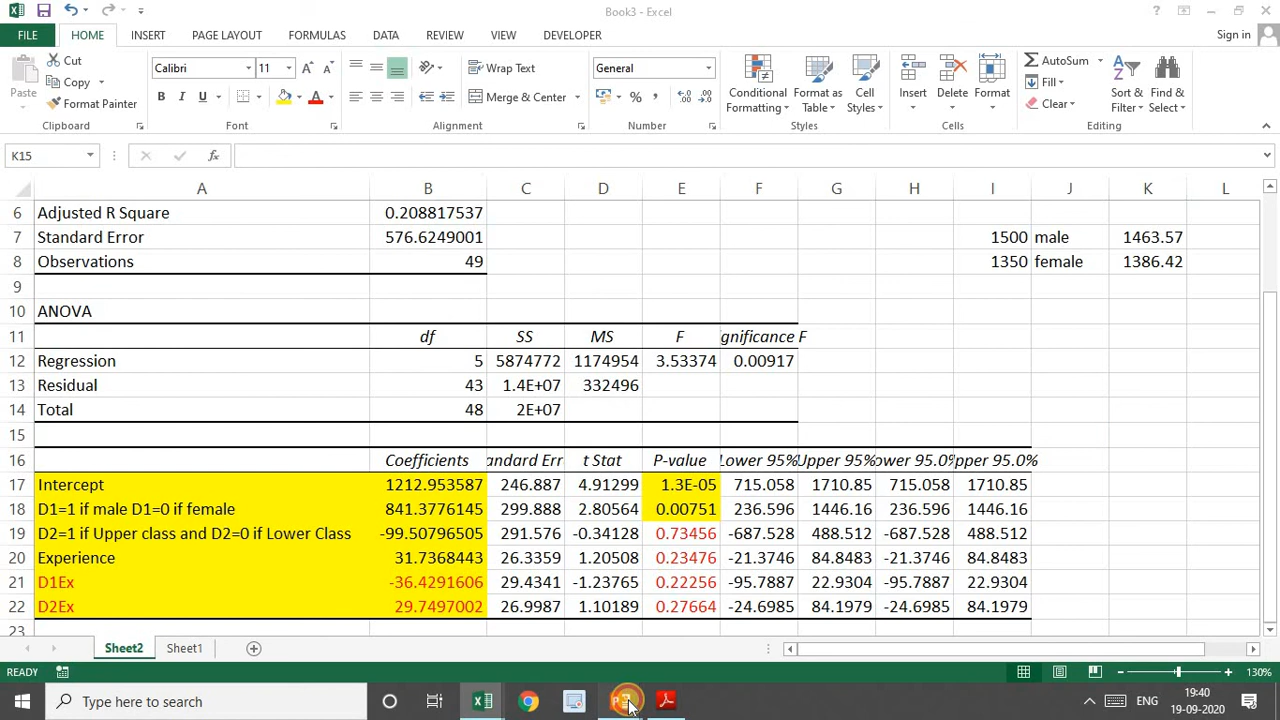 Book3 - Excel
FILE HOME INSERT PAGE LAYOUT FORMULAS DATA REVIEW VIEW DEVELOPER Sign in
Paste Cut Copy Format Painter Clipboard
Calibri 11 B I U A Font
Wrap Text Merge & Center Alignment
General % , Number
Conditional Formatting Format as Table Cell Styles Styles
Insert Delete Format Cells
AutoSum Fill Clear Sort & Filter Find & Select Editing
K15 fx
A B C D E F G H I J K L
6 Adjusted R Square 0.208817537
7 Standard Error 576.6249001 1500 male 1463.57
8 Observations 49 1350 female 1386.42
9
10 ANOVA
11 df SS MS F gnificance F
12 Regression 5 5874772 1174954 3.53374 0.00917
13 Residual 43 1.4E+07 332496
14 Total 48 2E+07
15
16 Coefficients andard Err t Stat P-value Lower 95% Upper 95% ower 95.0% pper 95.0%
17 Intercept 1212.953587 246.887 4.91299 1.3E-05 715.058 1710.85 715.058 1710.85
18 D1=1 if male D1=0 if female 841.3776145 299.888 2.80564 0.00751 236.596 1446.16 236.596 1446.16
19 D2=1 if Upper class and D2=0 if Lower Class -99.50796505 291.576 -0.34128 0.73456 -687.528 488.512 -687.528 488.512
20 Experience 31.7368443 26.3359 1.20508 0.23476 -21.3746 84.8483 -21.3746 84.8483
21 D1Ex -36.4291606 29.4341 -1.23765 0.22256 -95.7887 22.9304 -95.7887 22.9304
22 D2Ex 29.7497002 26.9987 1.10189 0.27664 -24.6985 84.1979 -24.6985 84.1979
23
Sheet2 Sheet1
READY 130%
Type here to search ENG 19:40
19-09-2020